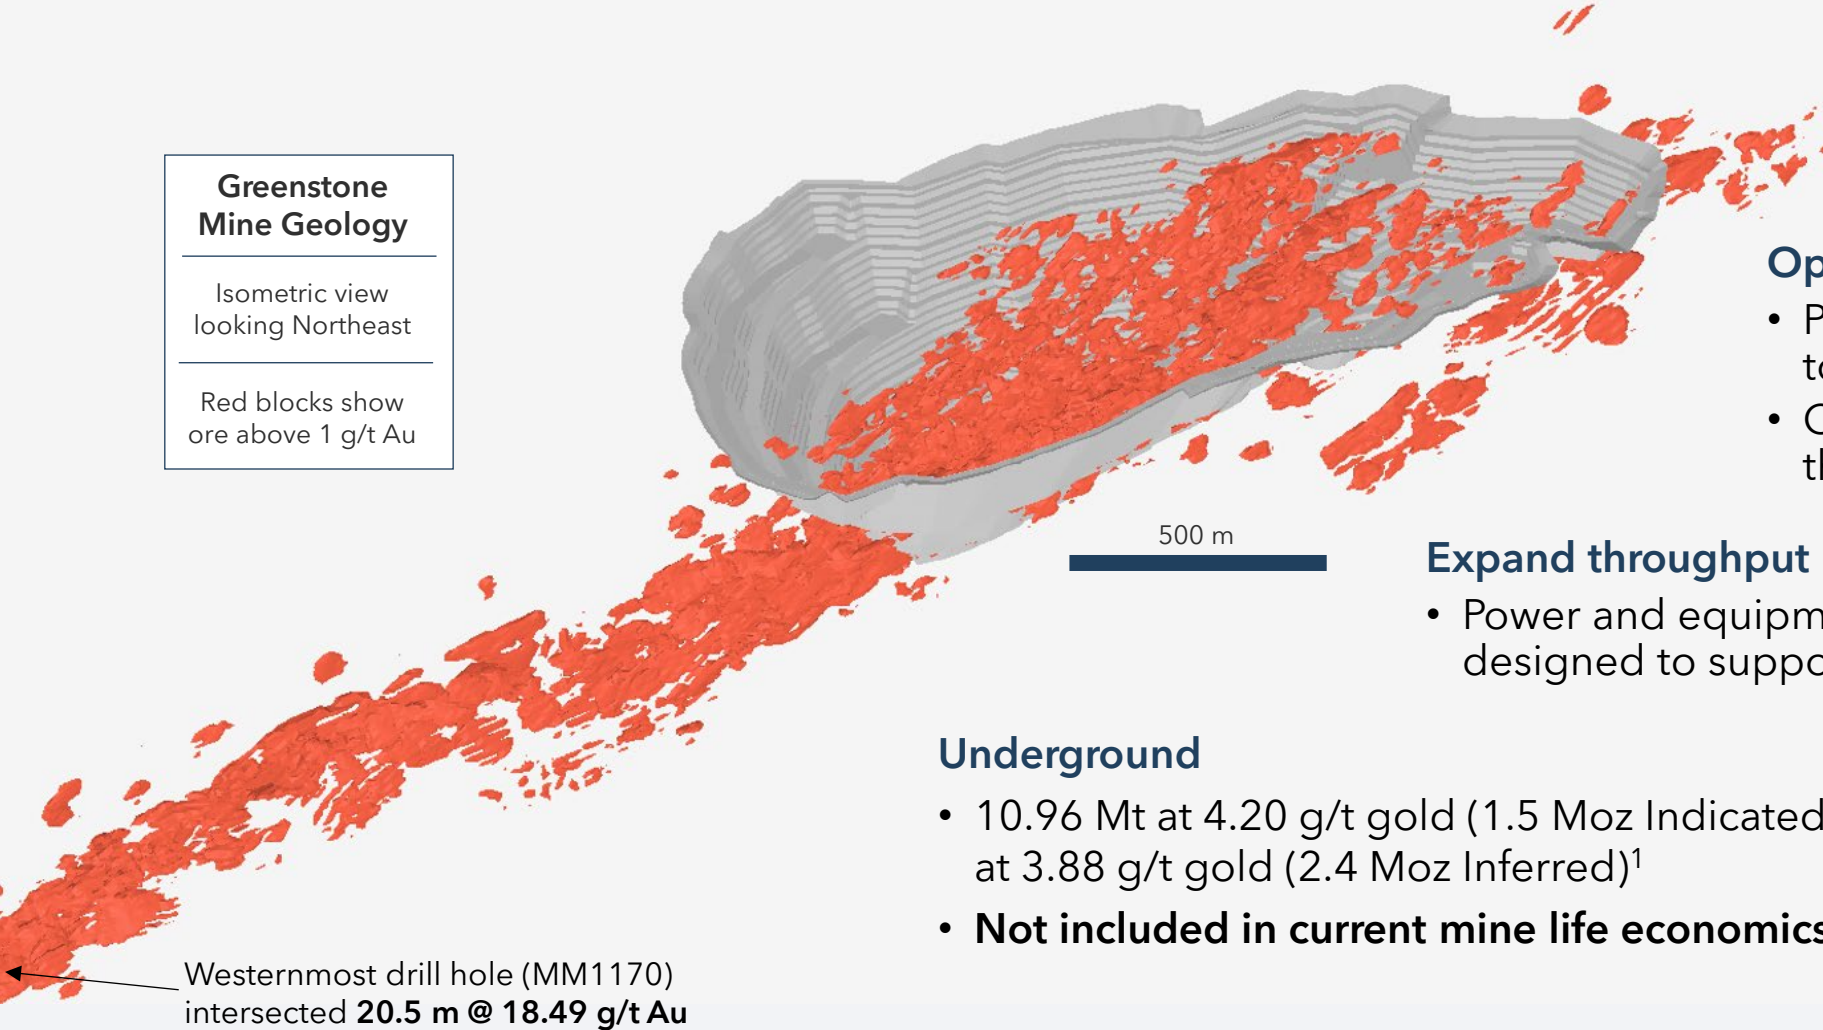 Greenstone
Mine Geology
Isometric view
looking Northeast
Red blocks show
ore above 1 g/t Au
500 m
Expand throughput
• Power and
designed to
Underground
• 10.96 Mt at 4.20 g/t gold (1.5 Moz Indicated
at 3.88 g/t gold (2.4 Moz Inferred)¹
• Not included in current mine life economics
Westernmost drill hole (MM1170)
intersected 20.5 m @ 18.49 g/t Au